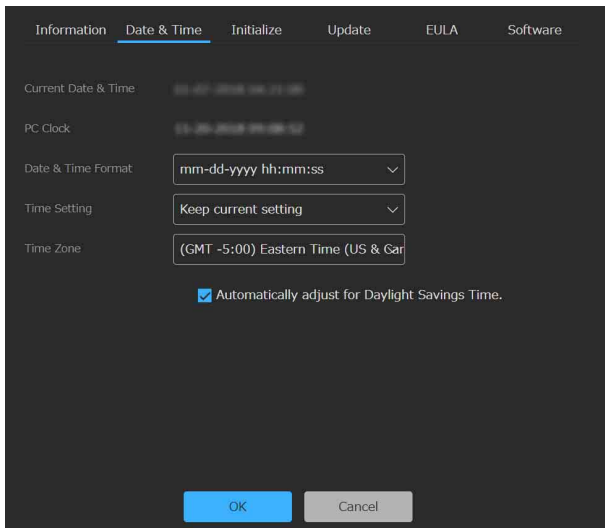 Information Date & Time Initialize Update EULA Software
Current Date & Time
PC Clock
Date & Time Format mm-dd-yyyy hh:mm:ss
Time Setting Keep current setting
Time Zone (GMT -5:00) Eastern Time (US & Can
Automatically adjust for Daylight Savings Time.
OK Cancel